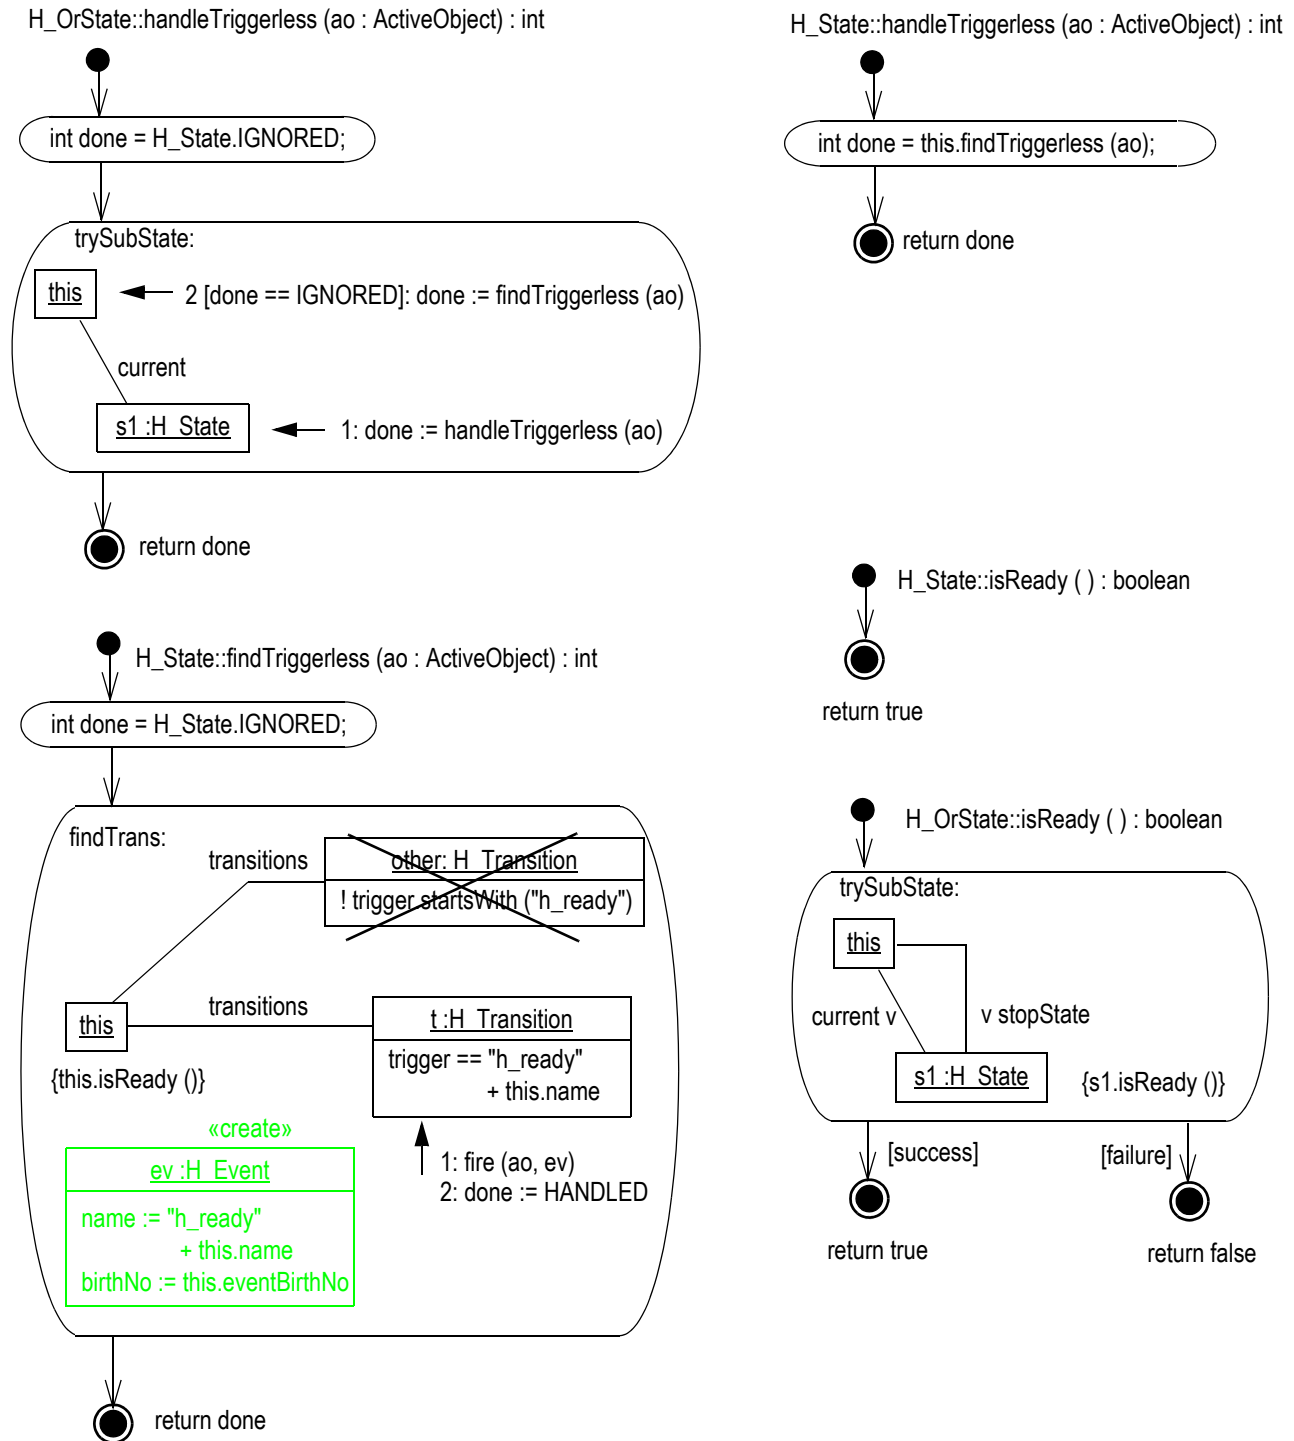 H_OrState::handleTriggerless (ao : ActiveObject) : int
int done = H_State.IGNORED;
trySubState:
this
2 [done == IGNORED]: done := findTriggerless (ao)
current
s1 :H_State
1: done := handleTriggerless (ao)
return done
H_State::handleTriggerless (ao : ActiveObject) : int
int done = this.findTriggerless (ao);
return done
H_State::isReady ( ) : boolean
return true
H_State::findTriggerless (ao : ActiveObject) : int
int done = H_State.IGNORED;
findTrans:
transitions
other: H_Transition
! trigger.startsWith ("h_ready")
this
transitions
t :H_Transition
{this.isReady ()}
trigger == "h_ready"
+ this.name
«create»
ev :H_Event
name := "h_ready"
+ this.name
birthNo := this.eventBirthNo
1: fire (ao, ev)
2: done := HANDLED
return done
H_OrState::isReady ( ) : boolean
trySubState:
this
current v
v stopState
s1 :H_State
{s1.isReady ()}
[success]
[failure]
return true
return false